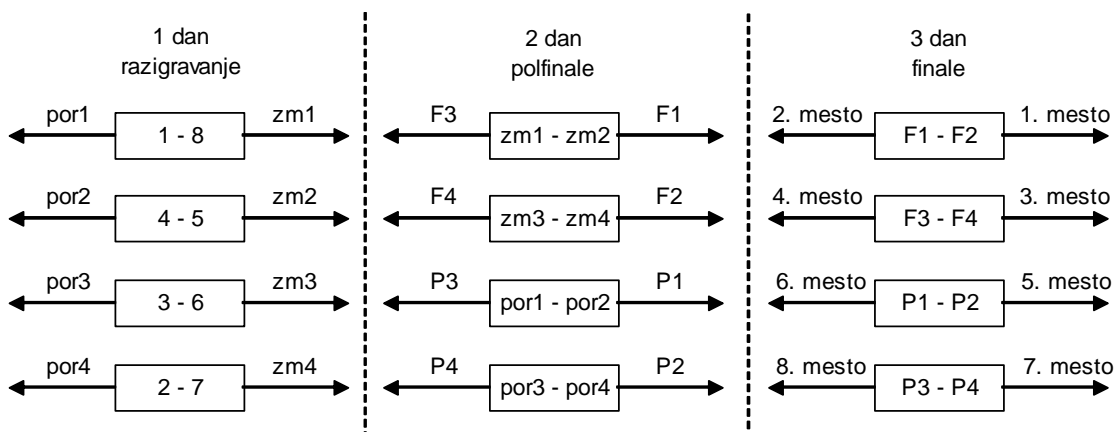 1 dan
razigravanje
2 dan
polfinale
3 dan
finale
por1 1 - 8 zm1
F3 zm1 - zm2 F1
2. mesto F1 - F2 1. mesto
por2 4 - 5 zm2
F4 zm3 - zm4 F2
4. mesto F3 - F4 3. mesto
por3 3 - 6 zm3
P3 por1 - por2 P1
6. mesto P1 - P2 5. mesto
por4 2 - 7 zm4
P4 por3 - por4 P2
8. mesto P3 - P4 7. mesto